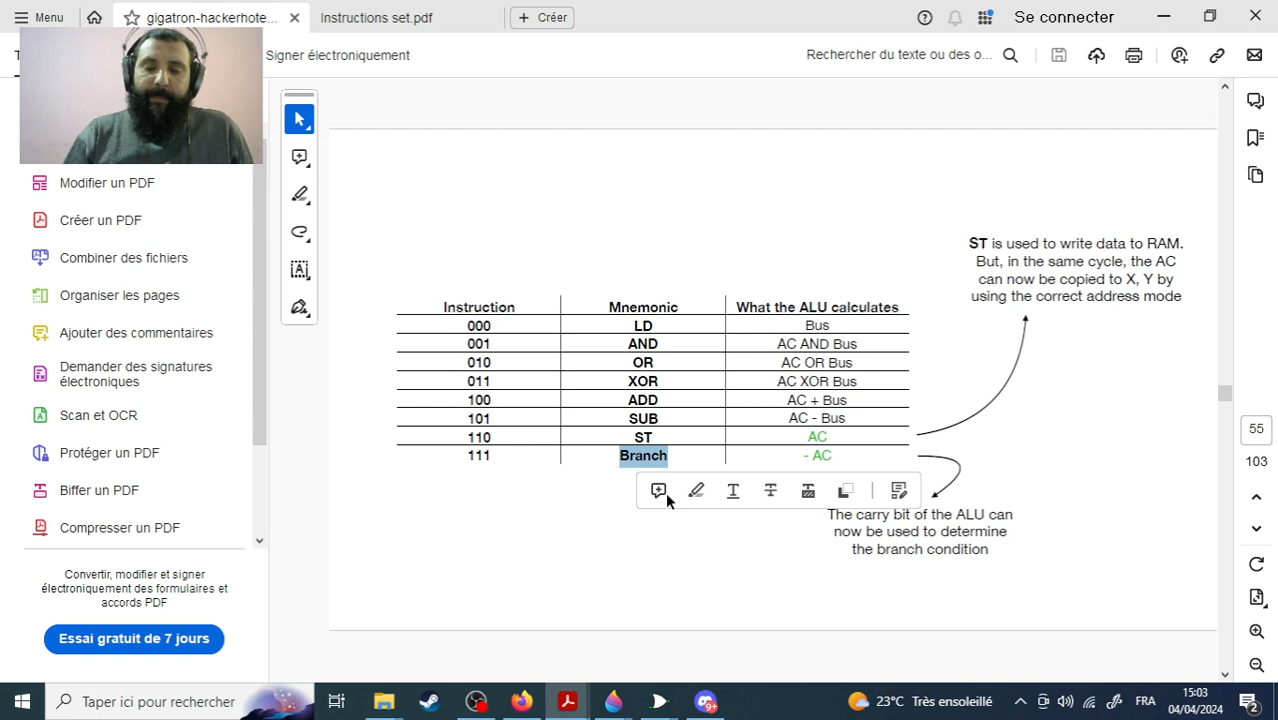 Menu
gigatron-hackerhote...
Instructions set.pdf
Créer
Se connecter
T
Signer électroniquement
Rechercher du texte ou des o...
Modifier un PDF
Créer un PDF
Combiner des fichiers
Organiser les pages
Ajouter des commentaires
Demander des signatures
électroniques
Scan et OCR
Protéger un PDF
Biffer un PDF
Compresser un PDF
Convertir, modifier et signer
électroniquement des formulaires et
accords PDF
Essai gratuit de 7 jours
ST is used to write data to RAM.
But, in the same cycle, the AC
can now be copied to X, Y by
using the correct address mode
Instruction Mnemonic What the ALU calculates
000 LD Bus
001 AND AC AND Bus
010 OR AC OR Bus
011 XOR AC XOR Bus
100 ADD AC + Bus
101 SUB AC - Bus
110 ST AC
111 Branch - AC
The carry bit of the ALU can
now be used to determine
the branch condition
55
103
Taper ici pour rechercher
9+
23°C Très ensoleillé
FRA
15:03
04/04/2024
2